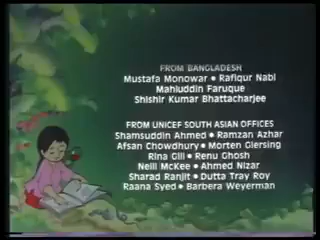 FROM BANGLADESH
Mustafa Monowar • Rafiqur Nabi
Mahiuddin Faruque
Shishir Kumar Bhattacharjee
FROM UNICEF SOUTH ASIAN OFFICES
Shamsuddin Ahmed • Ramzan Azhar
Afsan Chowdhury • Morten Giersing
Rina Gill • Renu Ghosh
Neill McKee • Ahmed Nizar
Sharad Ranjit • Dutta Tray Roy
Raana Syed • Barbera Weyerman